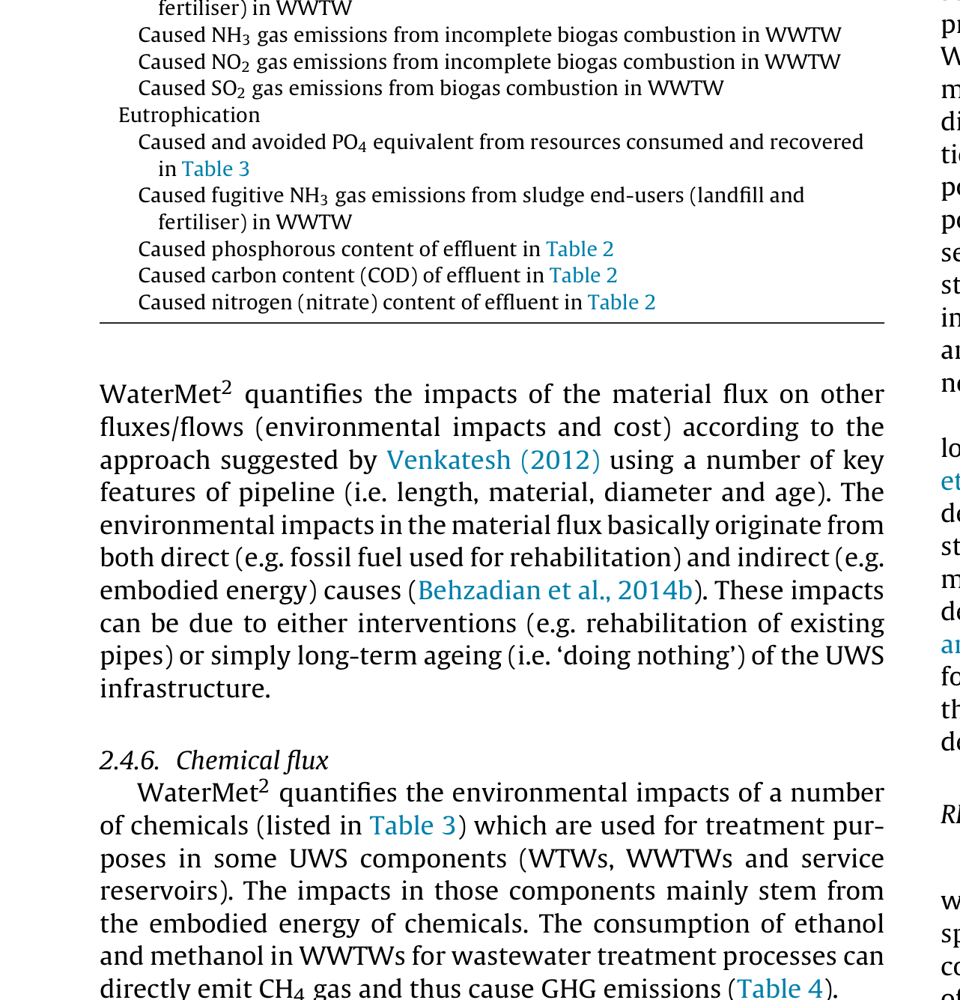 fertiliser) in WWTW
Caused NH₃ gas emissions from incomplete biogas combustion in WWTW
Caused NO₂ gas emissions from incomplete biogas combustion in WWTW
Caused SO₂ gas emissions from biogas combustion in WWTW
Eutrophication
Caused and avoided PO₄ equivalent from resources consumed and recovered
in Table 3
Caused fugitive NH₃ gas emissions from sludge end-users (landfill and
fertiliser) in WWTW
Caused phosphorous content of effluent in Table 2
Caused carbon content (COD) of effluent in Table 2
Caused nitrogen (nitrate) content of effluent in Table 2
WaterMet² quantifies the impacts of the material flux on other
fluxes/flows (environmental impacts and cost) according to the
approach suggested by Venkatesh (2012) using a number of key
features of pipeline (i.e. length, material, diameter and age). The
environmental impacts in the material flux basically originate from
both direct (e.g. fossil fuel used for rehabilitation) and indirect (e.g.
embodied energy) causes (Behzadian et al., 2014b). These impacts
can be due to either interventions (e.g. rehabilitation of existing
pipes) or simply long-term ageing (i.e. ‘doing nothing’) of the UWS
infrastructure.
2.4.6. Chemical flux
WaterMet² quantifies the environmental impacts of a number
of chemicals (listed in Table 3) which are used for treatment pur-
poses in some UWS components (WTWs, WWTWs and service
reservoirs). The impacts in those components mainly stem from
the embodied energy of chemicals. The consumption of ethanol
and methanol in WWTWs for wastewater treatment processes can
directly emit CH₄ gas and thus cause GHG emissions (Table 4).